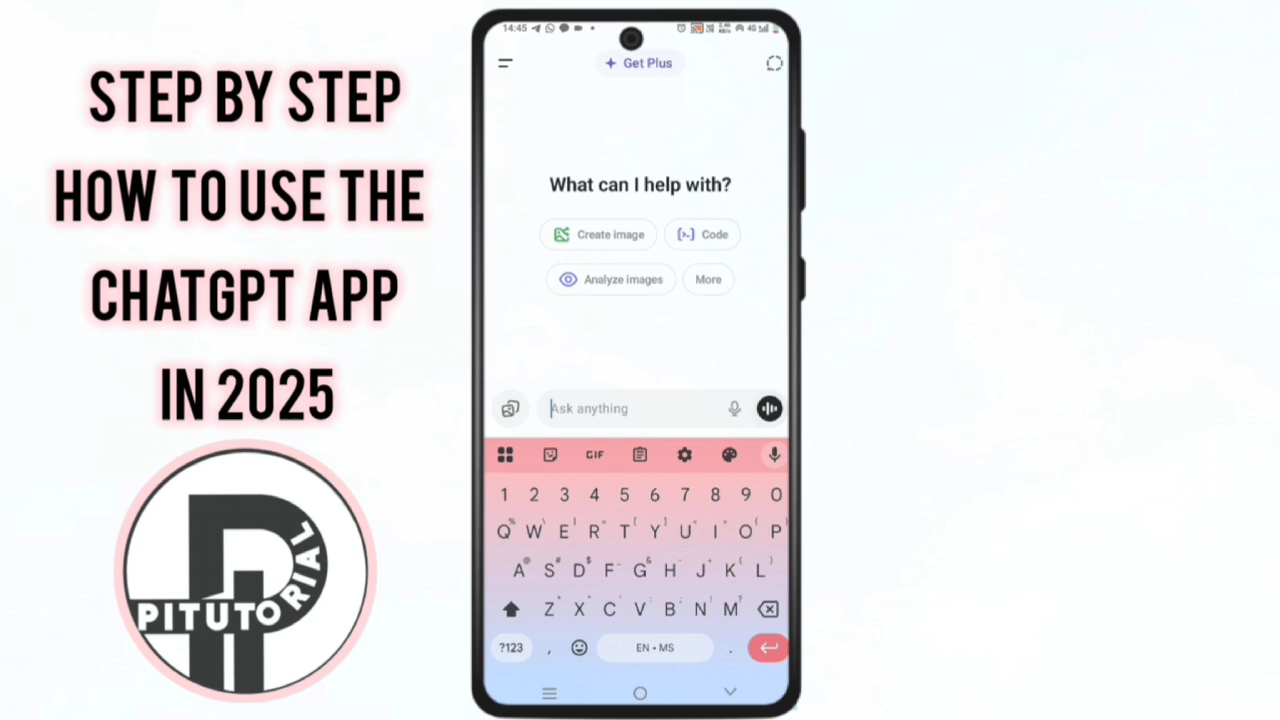 STEP BY STEP
HOW TO USE THE
CHATGPT APP
IN 2025
PITUTORIAL
14:45
4G
Get Plus
What can I help with?
Create image
Code
Analyze images
More
Ask anything
GIF
1 2 3 4 5 6 7 8 9 0
Q W E R T Y U I O P
A S D F G H J K L
Z X C V B N M
?123 , EN • MS .